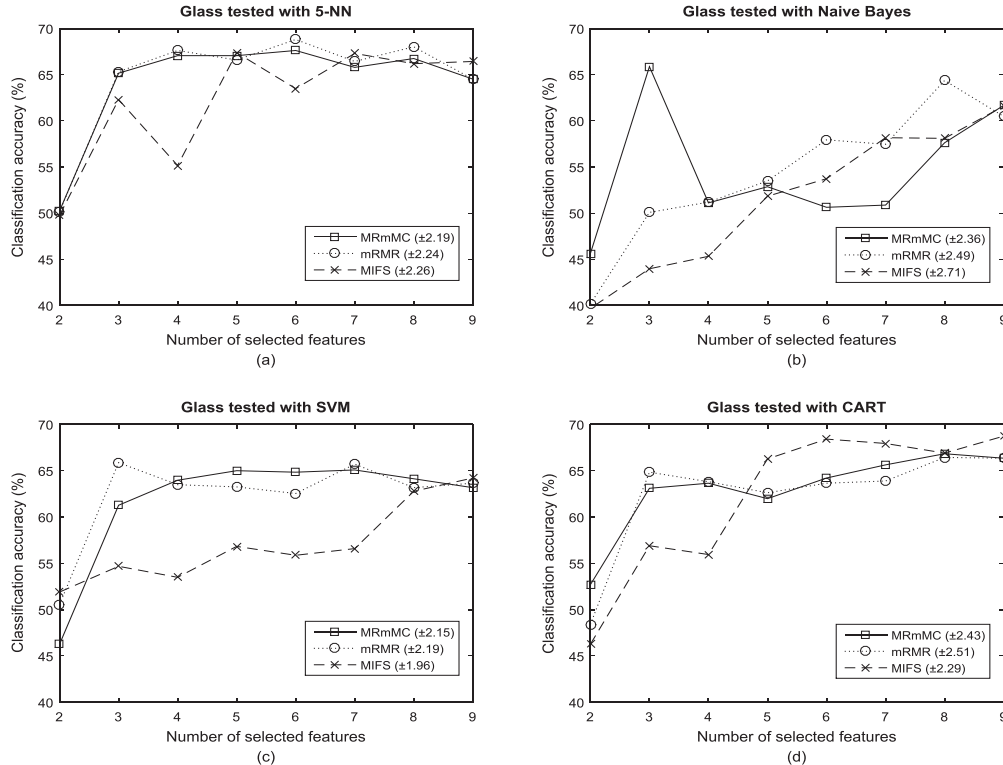 Glass tested with 5-NN
70
65
60
55
50
45
40
Classification accuracy (%)
MRmMC (±2.19)
mRMR (±2.24)
MIFS (±2.26)
2 3 4 5 6 7 8 9
Number of selected features
(a)
Glass tested with Naive Bayes
70
65
60
55
50
45
40
Classification accuracy (%)
MRmMC (±2.36)
mRMR (±2.49)
MIFS (±2.71)
2 3 4 5 6 7 8 9
Number of selected features
(b)
Glass tested with SVM
70
65
60
55
50
45
40
Classification accuracy (%)
MRmMC (±2.15)
mRMR (±2.19)
MIFS (±1.96)
2 3 4 5 6 7 8 9
Number of selected features
(c)
Glass tested with CART
70
65
60
55
50
45
40
Classification accuracy (%)
MRmMC (±2.43)
mRMR (±2.51)
MIFS (±2.29)
2 3 4 5 6 7 8 9
Number of selected features
(d)